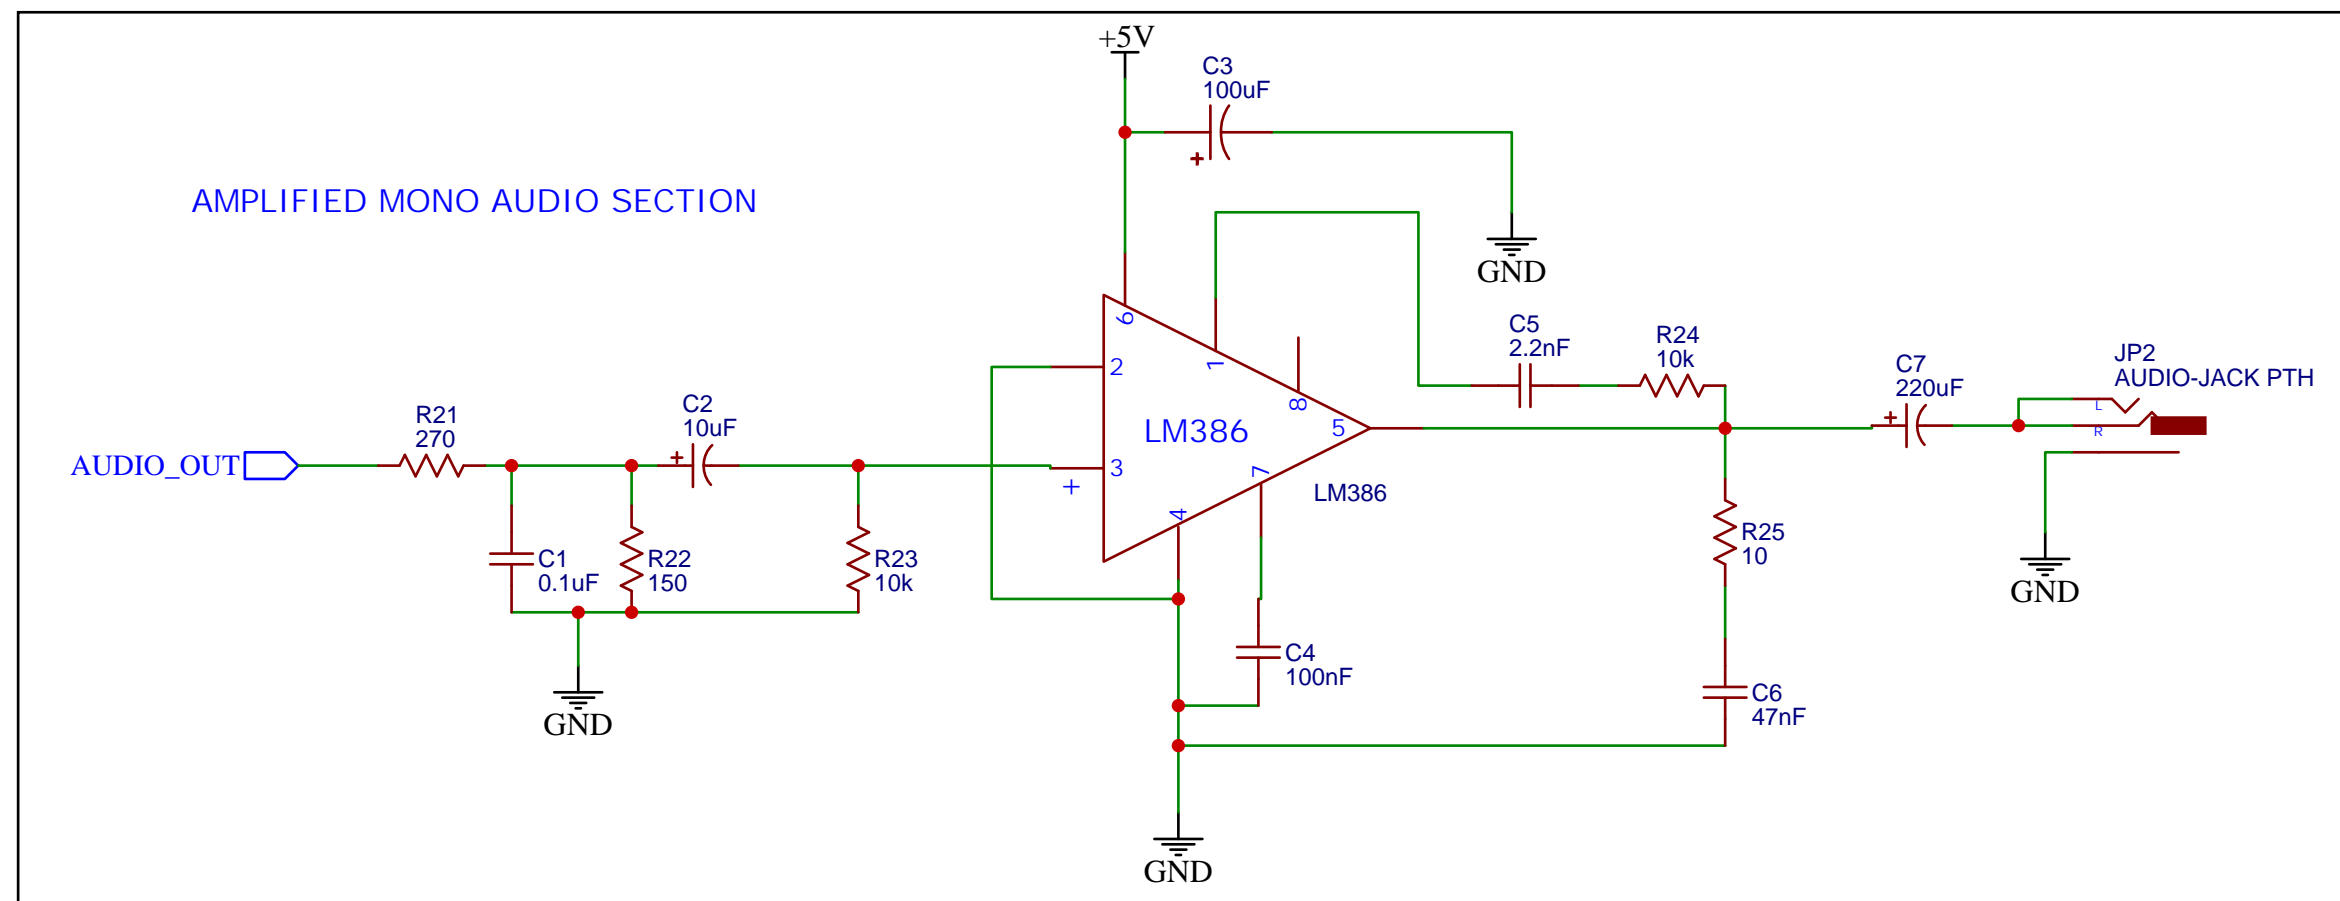 +5V
C3
100uF
AMPLIFIED MONO AUDIO SECTION
GND
6
1
8
2
3
+
4
7
5
LM386
LM386
C5
2.2nF
R24
10k
C7
220uF
+
JP2
AUDIO-JACK PTH
L
R
AUDIO_OUT
R21
270
C2
10uF
+
C1
0.1uF
R22
150
R23
10k
GND
C4
100nF
R25
10
C6
47nF
GND
GND
+